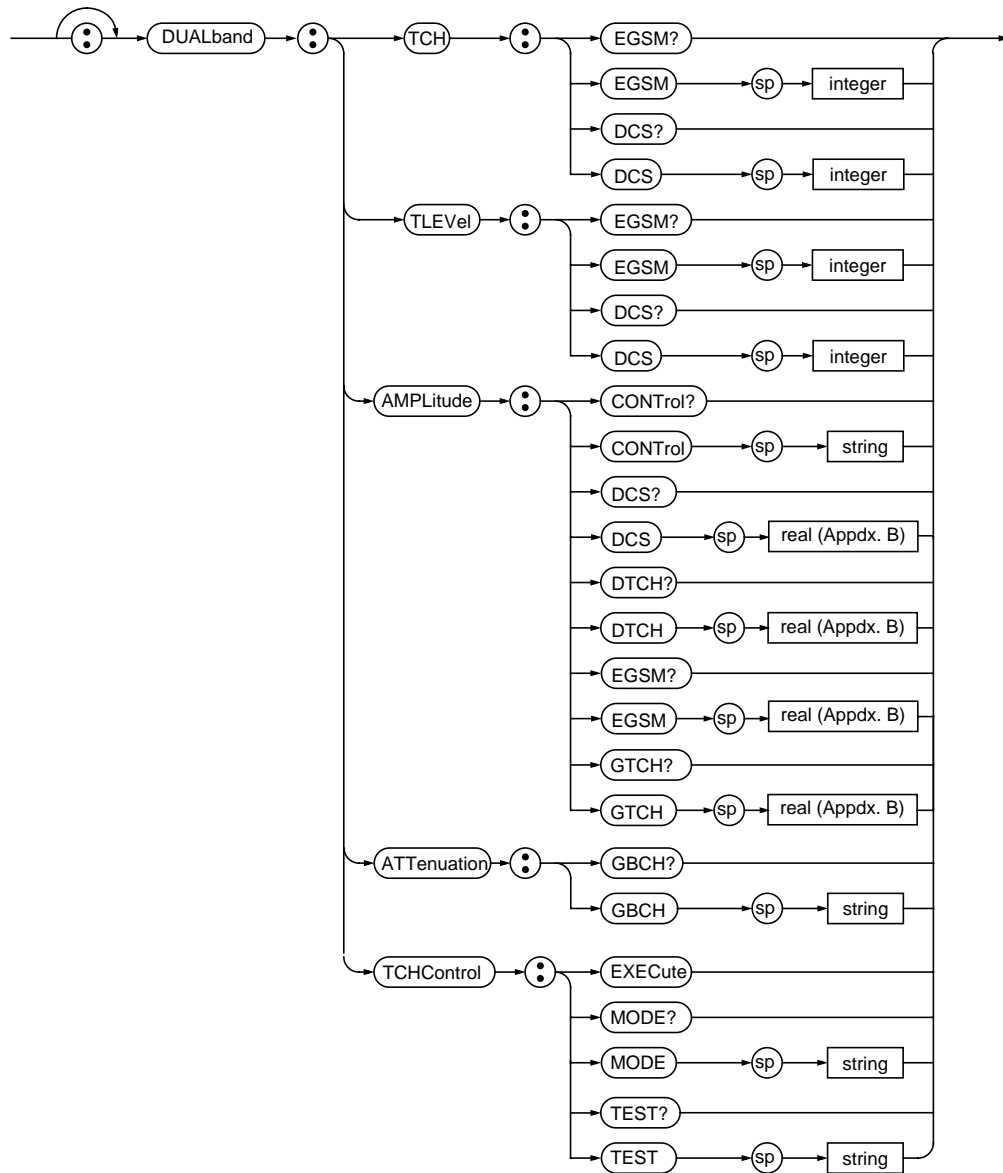 : DUALband : TCH : EGSM?
EGSM sp integer
DCS?
DCS sp integer
TLEVel : EGSM?
EGSM sp integer
DCS?
DCS sp integer
AMPLitude : CONTrol?
CONTrol sp string
DCS?
DCS sp real (Appdx. B)
DTCH?
DTCH sp real (Appdx. B)
EGSM?
EGSM sp real (Appdx. B)
GTCH?
GTCH sp real (Appdx. B)
ATTenuation : GBCH?
GBCH sp string
TCHControl : EXECute
MODE?
MODE sp string
TEST?
TEST sp string